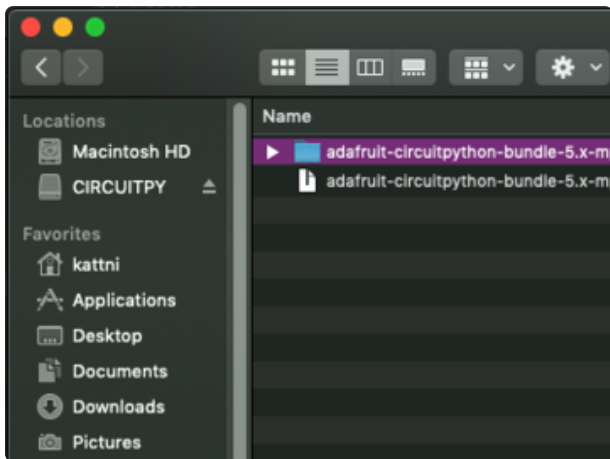 Locations
Macintosh HD
CIRCUITPY
Favorites
kattni
Applications
Desktop
Documents
Downloads
Pictures
Name
adafruit-circuitpython-bundle-5.x-m
adafruit-circuitpython-bundle-5.x-m